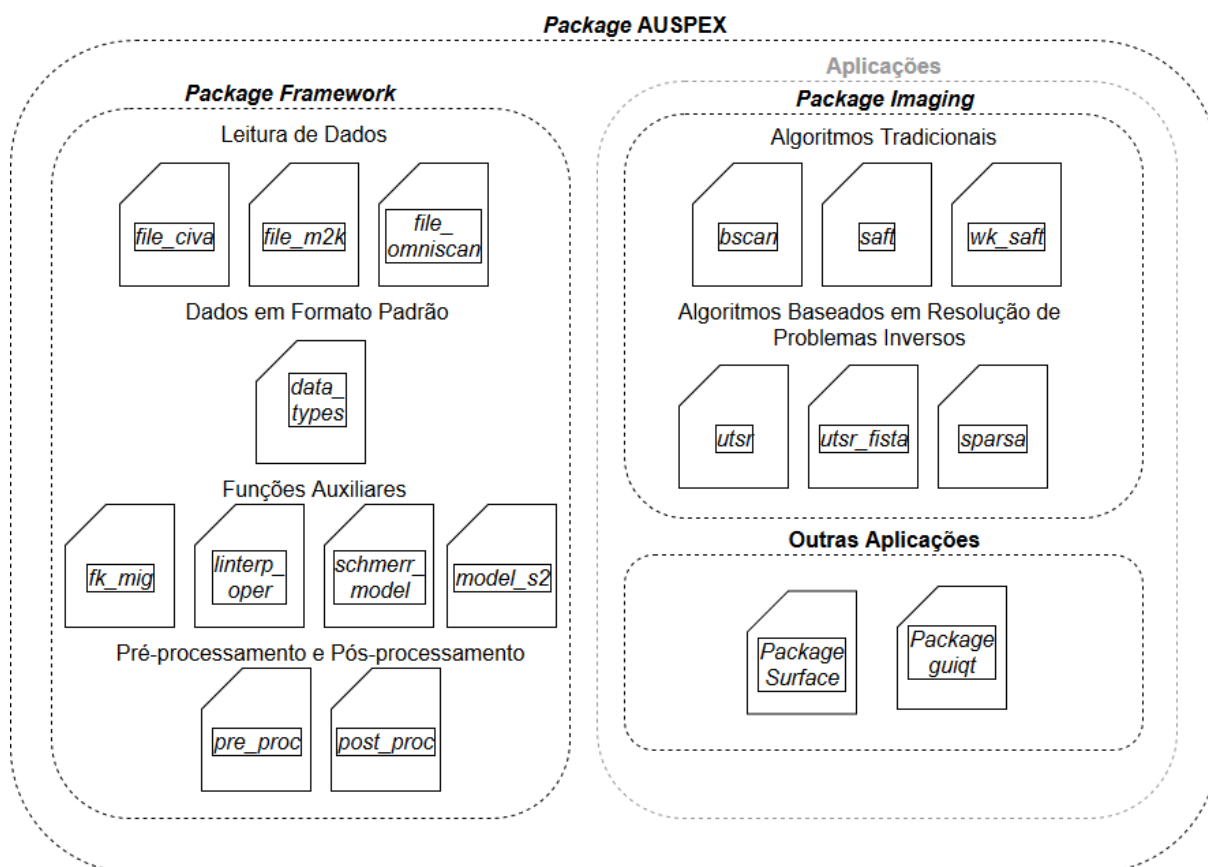 Package AUSPEX
Package Framework
Leitura de Dados
file_civa
file_m2k
file_
omniscan
Dados em Formato Padrão
data_
types
Funções Auxiliares
fk_mig
linterp_
oper
schmerr_
model
model_s2
Pré-processamento e Pós-processamento
pre_proc
post_proc
Aplicações
Package Imaging
Algoritmos Tradicionais
bscan
saft
wk_saft
Algoritmos Baseados em Resolução de
Problemas Inversos
utsr
utsr_fista
sparsa
Outras Aplicações
Package
Surface
Package
guiqt